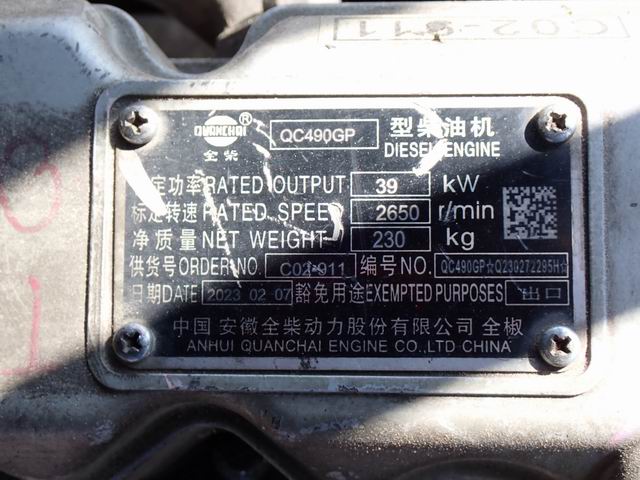 C02-911
QUANCHAI ®
全柴
QC490GP 型柴油机
DIESEL ENGINE
定功率RATED OUTPUT 39 kW
标定转速RATED SPEED 2650 r/min
净质量NET WEIGHT 230 kg
供货号ORDER NO. C02-911 编号NO. QC490GP☆Q230272295H☆
日期DATE 2023 02 07 豁免用途EXEMPTED PURPOSES 出口
中国 安徽全柴动力股份有限公司 全椒
ANHUI QUANCHAI ENGINE CO.,LTD CHINA